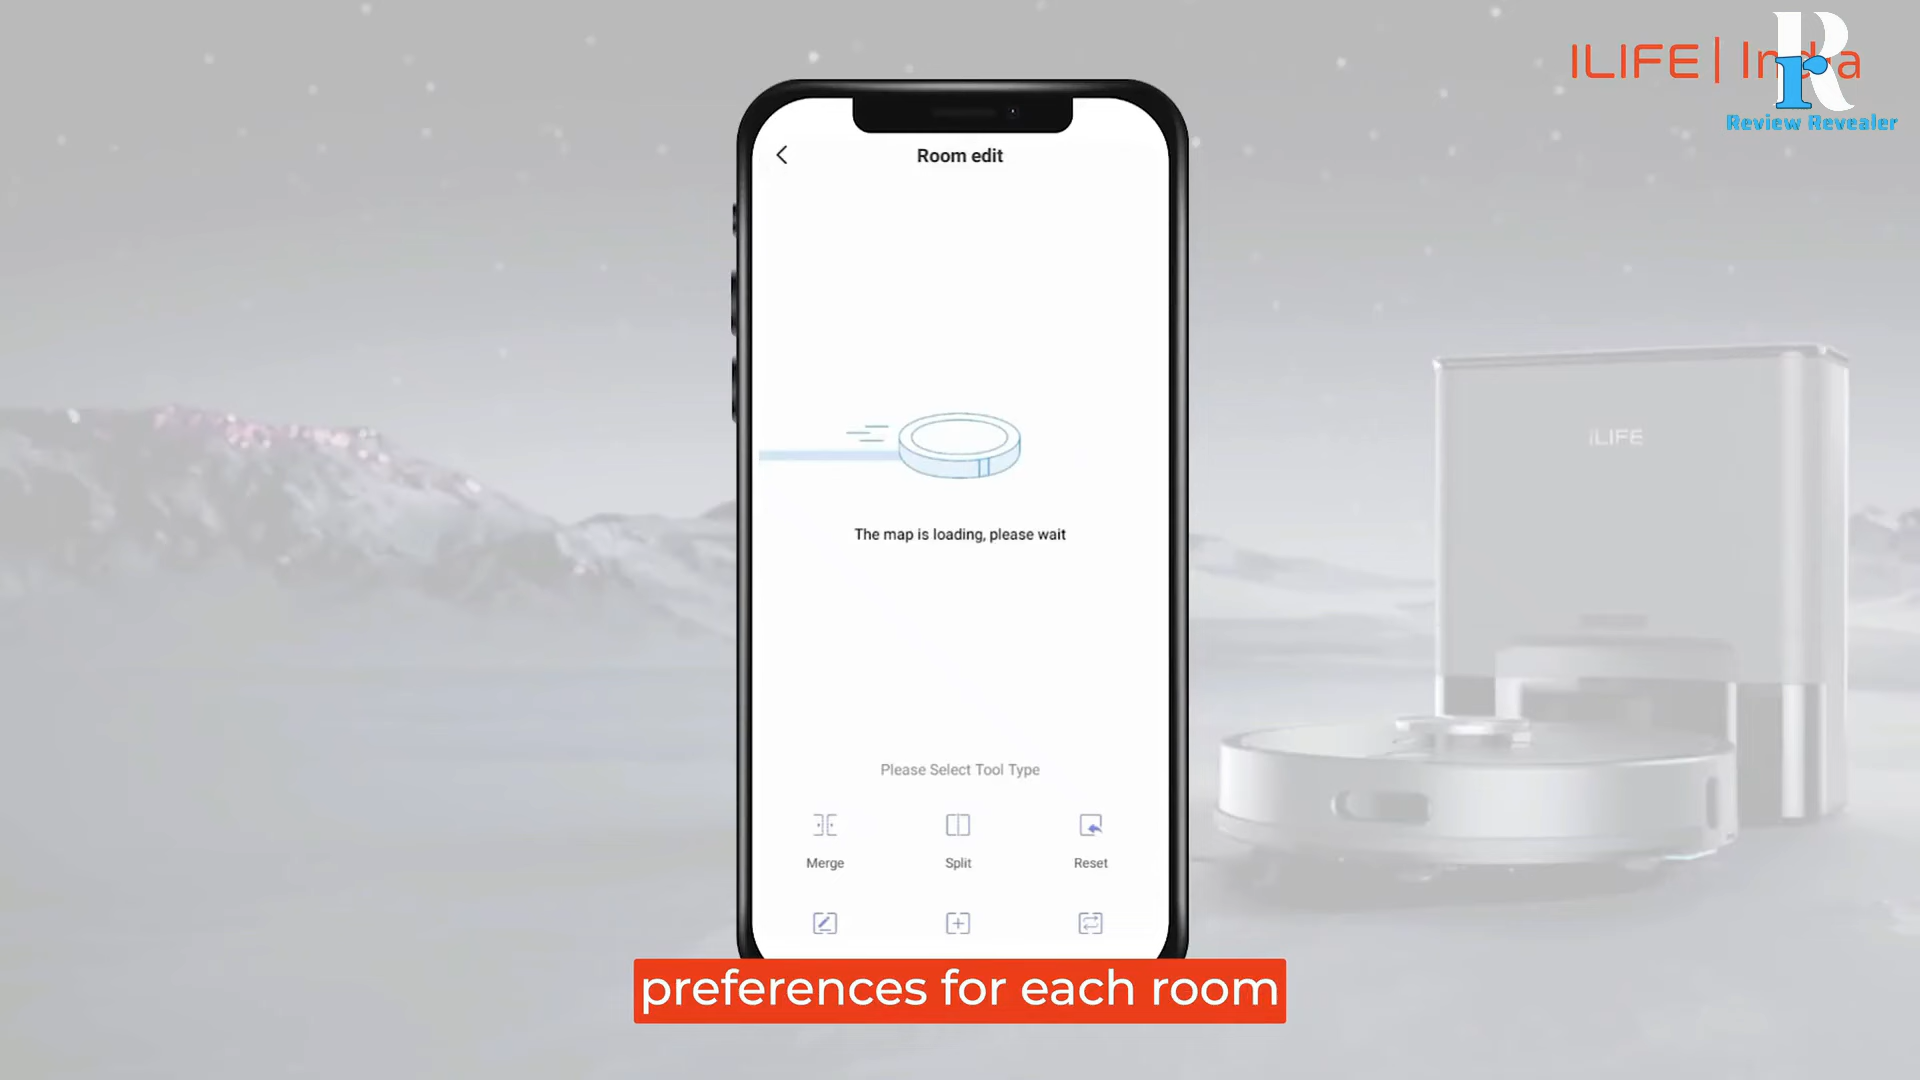 ILIFE | India
Review Revealer
Room edit
ILIFE
The map is loading, please wait
Please Select Tool Type
Merge
Split
Reset
preferences for each room